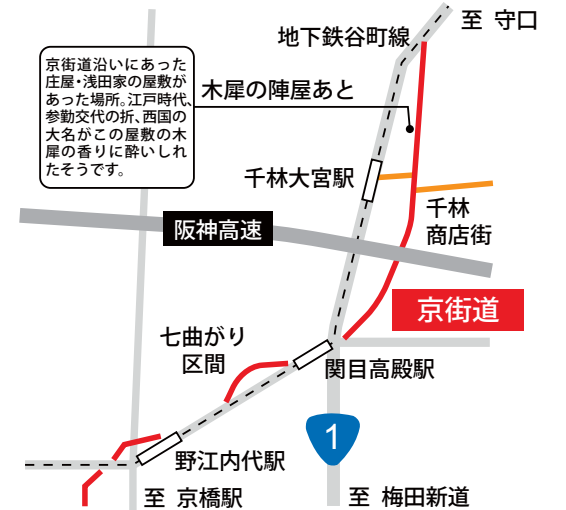 地下鉄谷町線
至 守口
京街道沿いにあった
庄屋・浅田家の屋敷が
あった場所。江戸時代、
参勤交代の折、西国の
大名がこの屋敷の木
犀の香りに酔いしれ
たそうです。
木犀の陣屋あと
千林大宮駅
千林
商店街
阪神高速
京街道
七曲がり
区間
関目高殿駅
1
野江内代駅
至 京橋駅
至 梅田新道